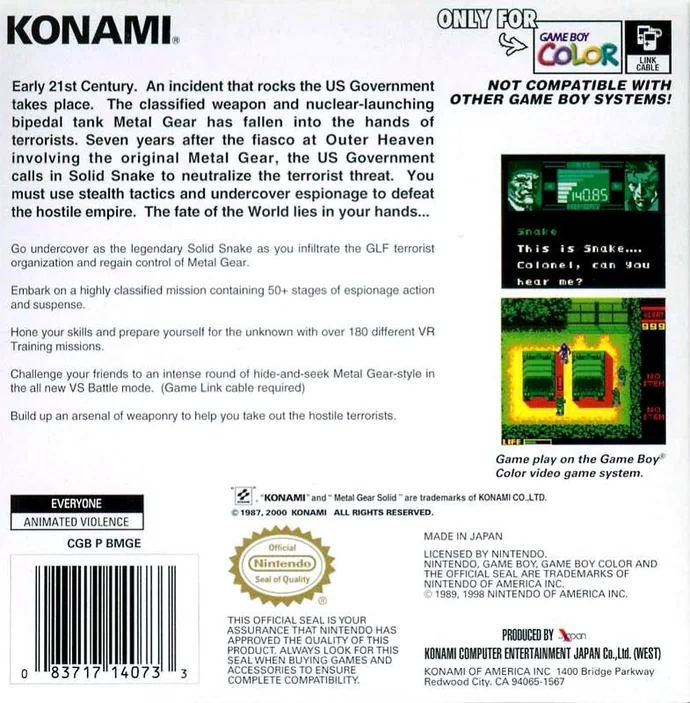 KONAMI®
ONLY FOR
GAME BOY
COLOR
LINK
CABLE
NOT COMPATIBLE WITH
OTHER GAME BOY SYSTEMS!
Early 21st Century. An incident that rocks the US Government
takes place. The classified weapon and nuclear-launching
bipedal tank Metal Gear has fallen into the hands of
terrorists. Seven years after the fiasco at Outer Heaven
involving the original Metal Gear, the US Government
calls in Solid Snake to neutralize the terrorist threat. You
must use stealth tactics and undercover espionage to defeat
the hostile empire. The fate of the World lies in your hands...
Go undercover as the legendary Solid Snake as you infiltrate the GLF terrorist
organization and regain control of Metal Gear.
Embark on a highly classified mission containing 50+ stages of espionage action
and suspense.
Hone your skills and prepare yourself for the unknown with over 180 different VR
Training missions.
Challenge your friends to an intense round of hide-and-seek Metal Gear-style in
the all new VS Battle mode. (Game Link cable required)
Build up an arsenal of weaponry to help you take out the hostile terrorists.
140.85
Snake
This is Snake....
Colonel, can you
hear me?
ALERT
999
NO
ITEM
NO
ITEM
LIFE
Game play on the Game Boy®
Color video game system.
EVERYONE
ANIMATED VIOLENCE
CGB P BMGE
0 83717 14073 3
, "KONAMI" and " Metal Gear Solid " are trademarks of KONAMI CO.,LTD.
© 1987, 2000 KONAMI ALL RIGHTS RESERVED.
Official
Nintendo
Seal of Quality
®
THIS OFFICIAL SEAL IS YOUR
ASSURANCE THAT NINTENDO HAS
APPROVED THE QUALITY OF THIS
PRODUCT. ALWAYS LOOK FOR THIS
SEAL WHEN BUYING GAMES AND
ACCESSORIES TO ENSURE
COMPLETE COMPATIBILITY.
MADE IN JAPAN
LICENSED BY NINTENDO.
NINTENDO, GAME BOY, GAME BOY COLOR AND
THE OFFICIAL SEAL ARE TRADEMARKS OF
NINTENDO OF AMERICA INC.
© 1989, 1998 NINTENDO OF AMERICA INC.
PRODUCED BY
KONAMI COMPUTER ENTERTAINMENT JAPAN Co.,Ltd. (WEST)
KONAMI OF AMERICA INC 1400 Bridge Parkway
Redwood City. CA 94065-1567